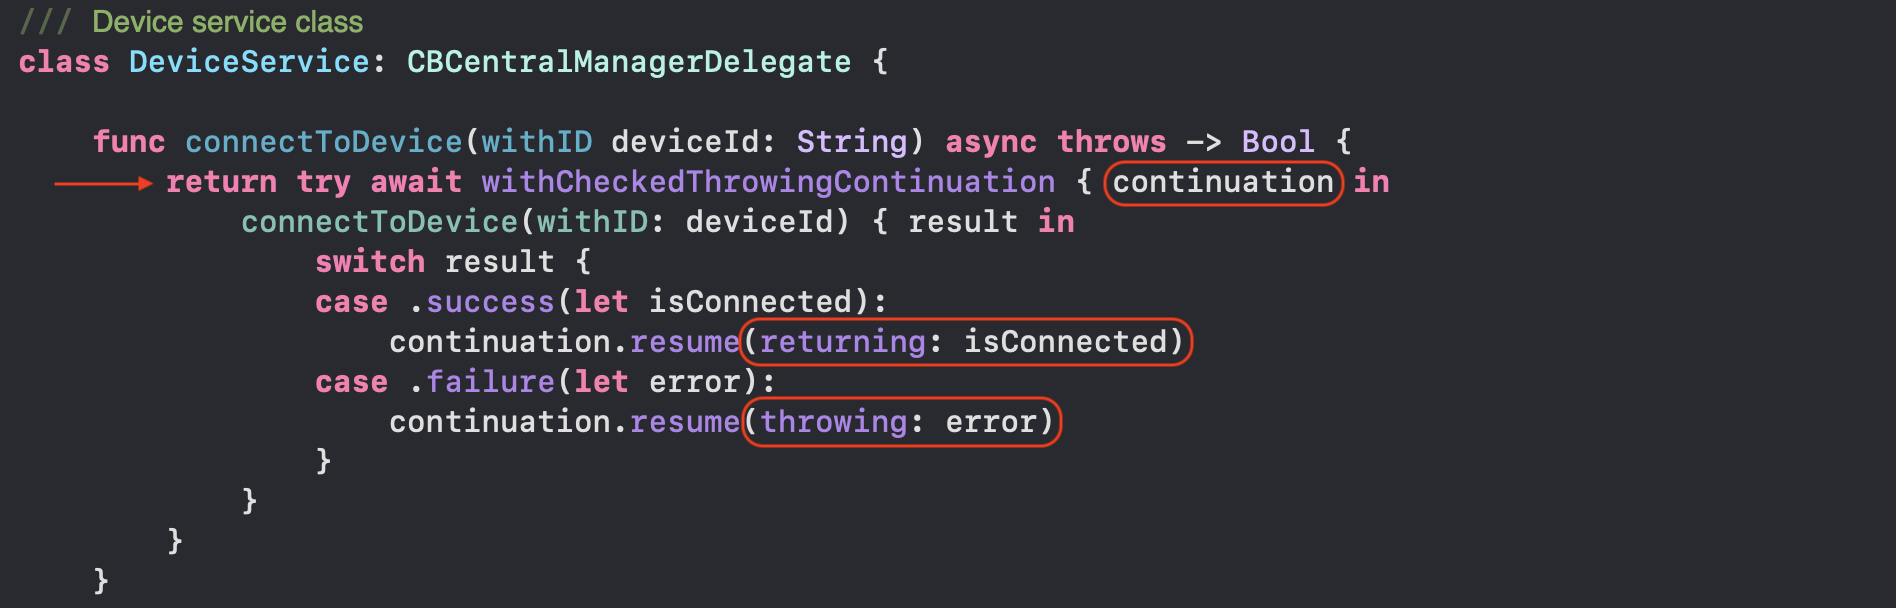 /// Device service class
class DeviceService: CBCentralManagerDelegate {
func connectToDevice(withID deviceId: String) async throws -> Bool {
return try await withCheckedThrowingContinuation { continuation in
connectToDevice(withID: deviceId) { result in
switch result {
case .success(let isConnected):
continuation.resume(returning: isConnected)
case .failure(let error):
continuation.resume(throwing: error)
}
}
}
}